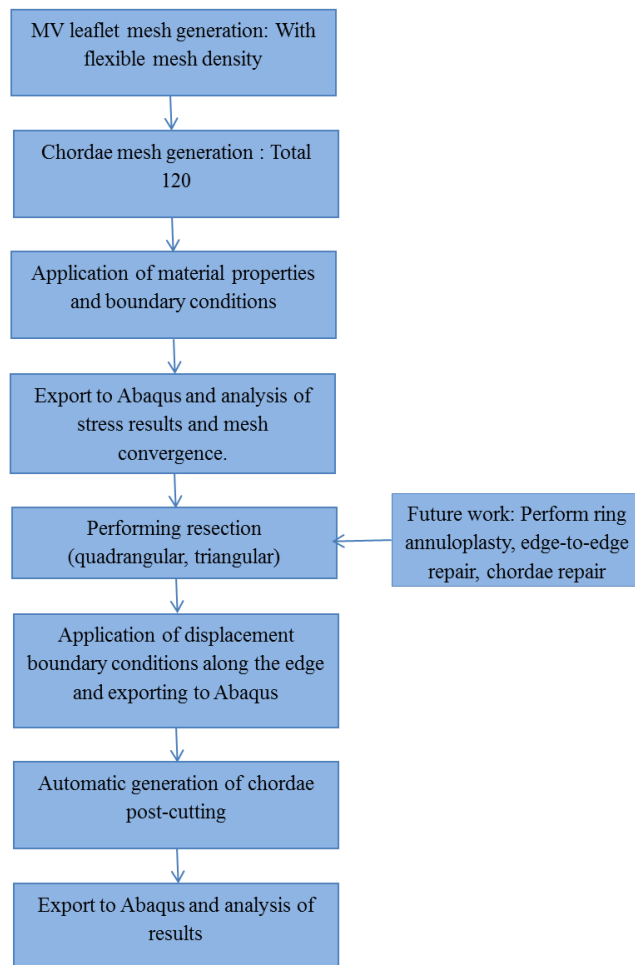 MV leaflet mesh generation: With
flexible mesh density
Chordae mesh generation : Total
120
Application of material properties
and boundary conditions
Export to Abaqus and analysis of
stress results and mesh
convergence.
Performing resection
(quadrangular, triangular)
Future work: Perform ring
annuloplasty, edge-to-edge
repair, chordae repair
Application of displacement
boundary conditions along the edge
and exporting to Abaqus
Automatic generation of chordae
post-cutting
Export to Abaqus and analysis of
results